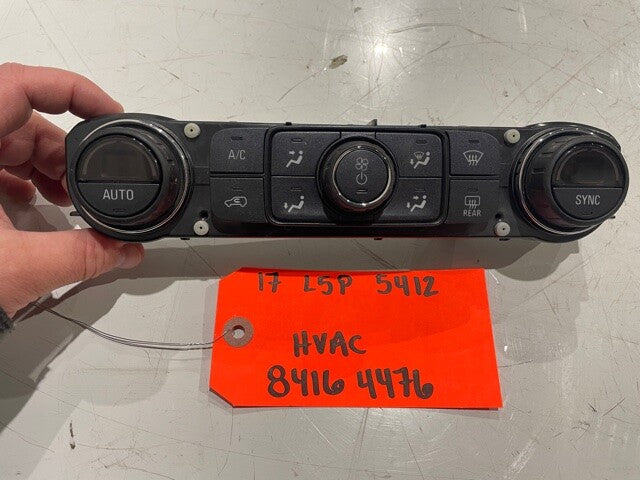 AUTO
A/C
REAR
SYNC
17 L5P 5412
HVAC
8416 4476